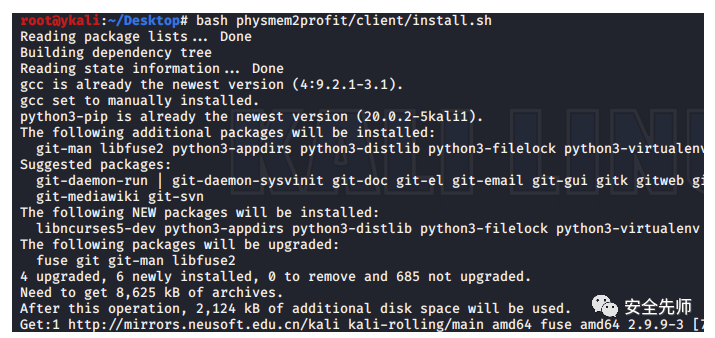 root@ykali:~/Desktop# bash physmem2profit/client/install.sh
Reading package lists... Done
Building dependency tree
Reading state information... Done
gcc is already the newest version (4:9.2.1-3.1).
gcc set to manually installed.
python3-pip is already the newest version (20.0.2-5kali1).
The following additional packages will be installed:
  git-man libfuse2 python3-appdirs python3-distlib python3-filelock python3-virtualenv
Suggested packages:
  git-daemon-run | git-daemon-sysvinit git-doc git-el git-email git-gui gitk gitweb gi
  git-mediawiki git-svn
The following NEW packages will be installed:
  libncurses5-dev python3-appdirs python3-distlib python3-filelock python3-virtualenv
The following packages will be upgraded:
  fuse git git-man libfuse2
4 upgraded, 6 newly installed, 0 to remove and 685 not upgraded.
Need to get 8,625 kB of archives.
After this operation, 2,124 kB of additional disk space will be used.
安全先师
Get:1 http://mirrors.neusoft.edu.cn/kali kali-rolling/main amd64 fuse amd64 2.9.9-3 [7
KALI LINUX